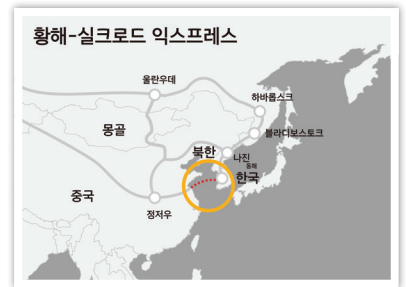 황해-실크로드 익스프레스
울란우데
하바롬스크
몽골
블라디보스토크
북한
나진
동해
한국
중국
정저우